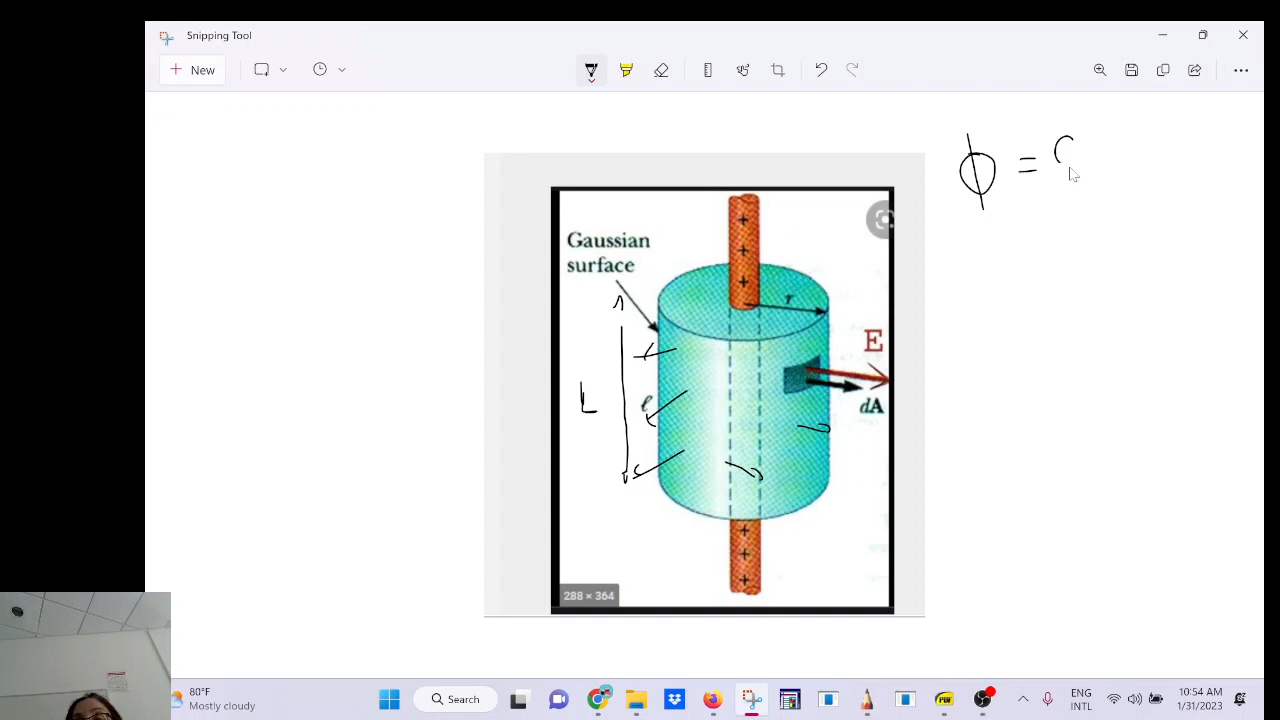 Snipping Tool
New
ϕ =
Gaussian
surface
+
+
+
r
E
L
ℓ
dA
+
+
+
288 × 364
80°F
Mostly cloudy
Search
ENG
INTL
10:54 AM
1/31/2023